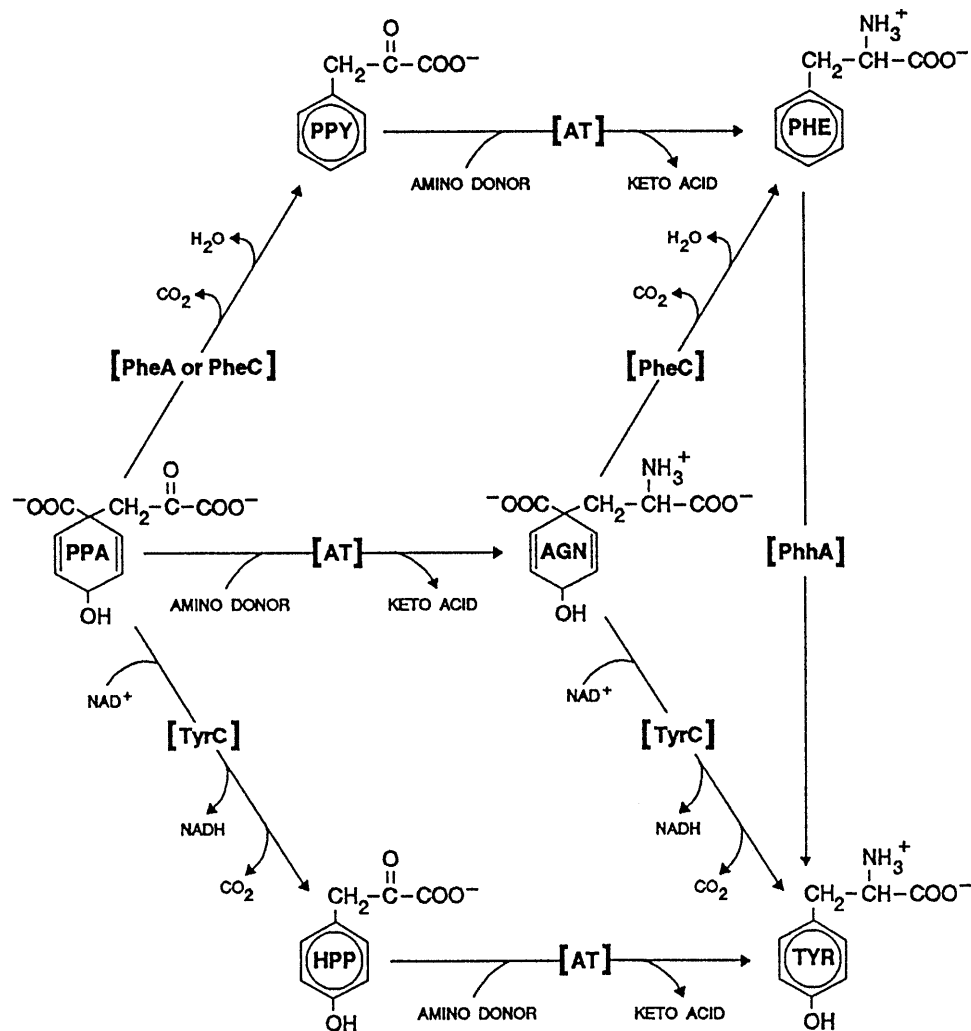 O
CH2–C–COO−
PPY
NH3+
CH2–CH–COO−
PHE
[AT]
AMINO DONOR
KETO ACID
H2O
CO2
[PheA or PheC]
H2O
CO2
[PheC]
O
−OOC CH2–C–COO−
PPA
OH
[AT]
AMINO DONOR
KETO ACID
NH3+
−OOC CH2–CH–COO−
AGN
OH
[PhhA]
NAD+
[TyrC]
NADH
CO2
NAD+
[TyrC]
NADH
CO2
O
CH2–C–COO−
HPP
OH
[AT]
AMINO DONOR
KETO ACID
NH3+
CH2–CH–COO−
TYR
OH